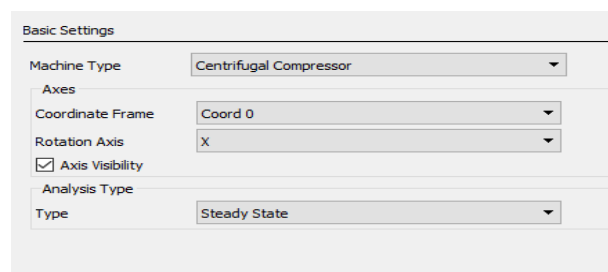 Basic Settings
Machine Type Centrifugal Compressor
Axes
Coordinate Frame Coord 0
Rotation Axis X
Axis Visibility
Analysis Type
Type Steady State